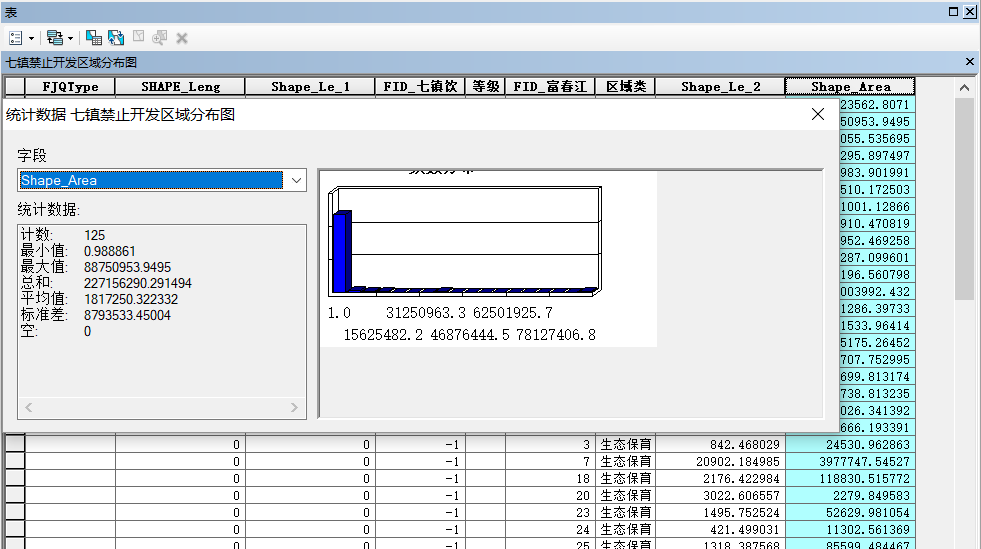 表
七镇禁止开发区域分布图
FJQType SHAPE_Leng Shape_Le_1 FID_七镇饮 等级 FID_富春江 区域类 Shape_Le_2 Shape_Area
统计数据 七镇禁止开发区域分布图
字段
Shape_Area
统计数据:
计数: 125
最小值: 0.988861
最大值: 88750953.9495
总和: 227156290.291494
平均值: 1817250.322332
标准差: 8793533.45004
空: 0
1.0 31250963.3 62501925.7
15625482.2 46876444.5 78127406.8
23562.8071
50953.9495
055.535695
295.897497
983.901991
510.172503
1001.12866
910.470819
952.469258
287.099601
196.560798
003992.432
1286.39733
1533.96414
5175.26452
707.752995
699.813174
738.813235
026.341392
666.193391
0 0 -1 3 生态保育 842.468029 24530.962863
0 0 -1 7 生态保育 20902.184985 3977747.54527
0 0 -1 18 生态保育 2176.422984 118830.515772
0 0 -1 20 生态保育 3022.606557 2279.849583
0 0 -1 23 生态保育 1495.752524 52629.981054
0 0 -1 24 生态保育 421.499031 11302.561369
0 0 -1 25 生态保育 1318.387568 85599.484467